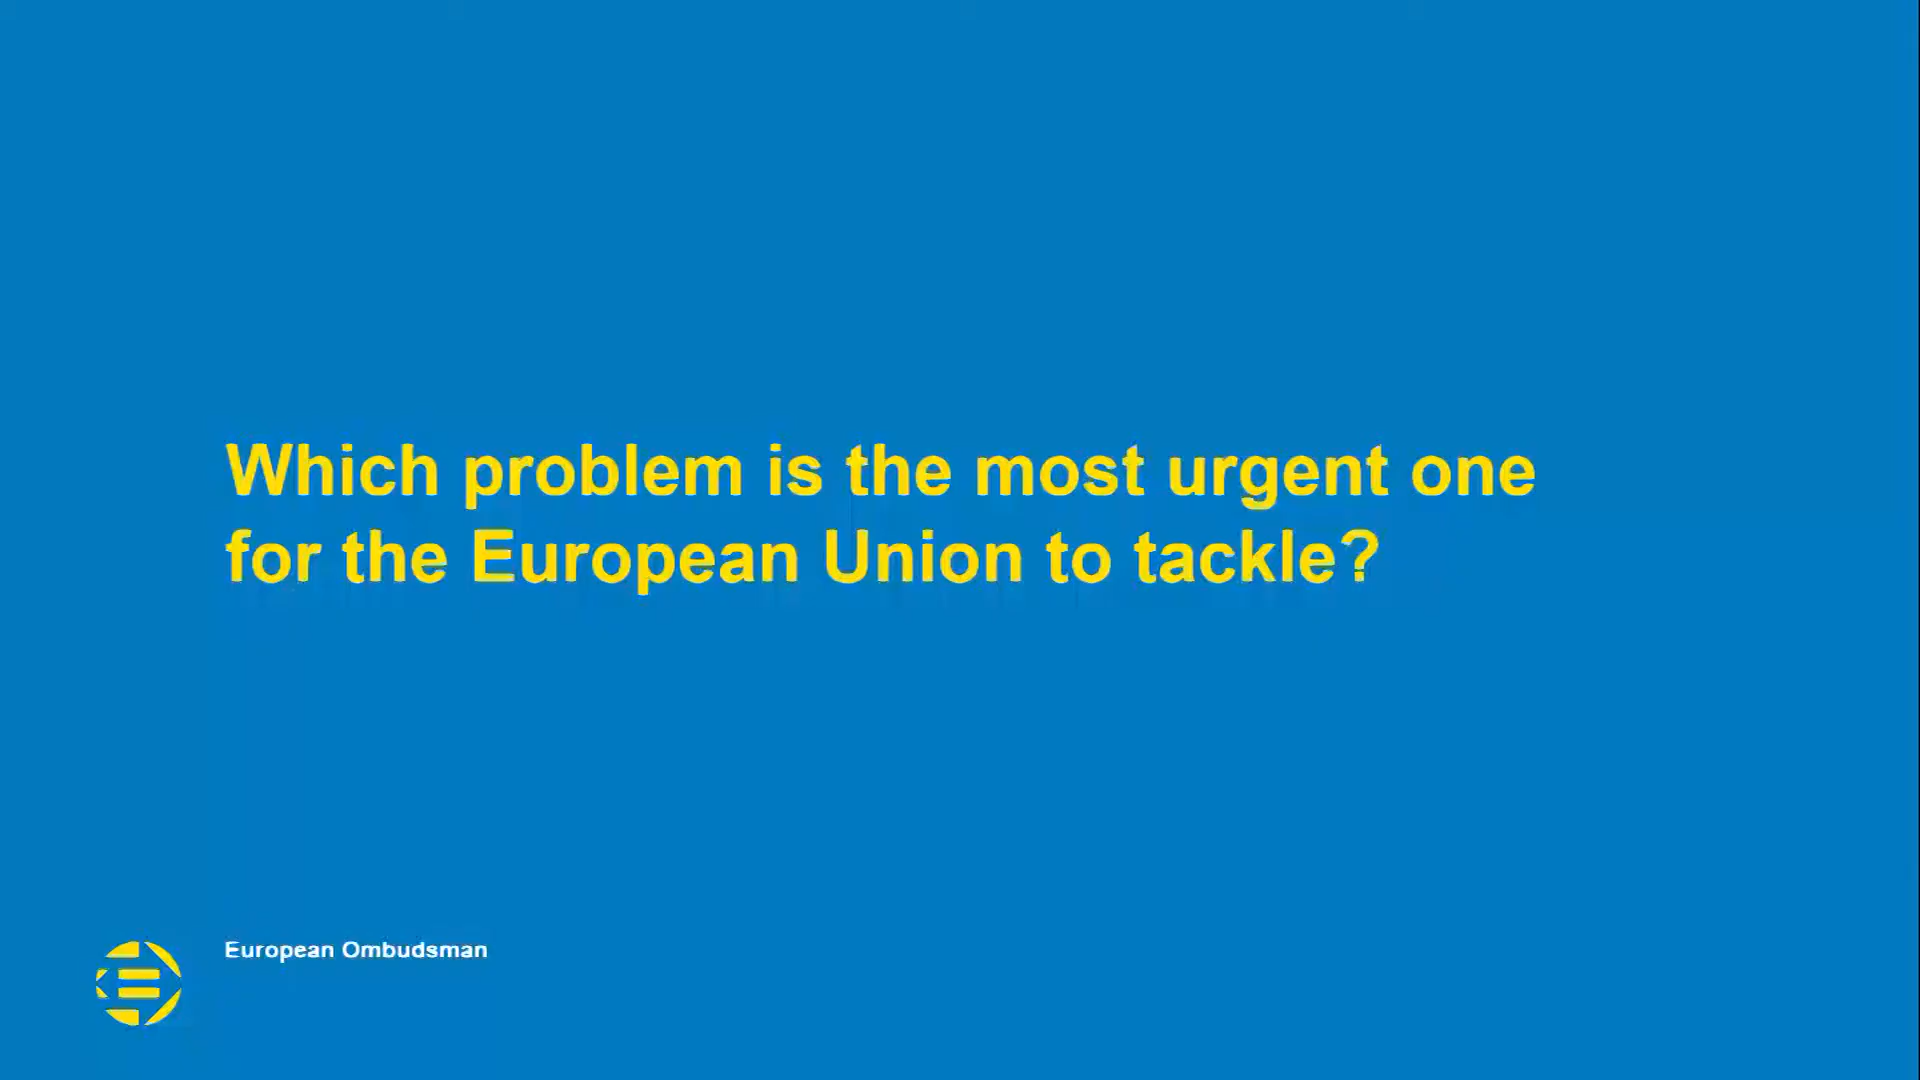 Which problem is the most urgent one
for the European Union to tackle?
European Ombudsman